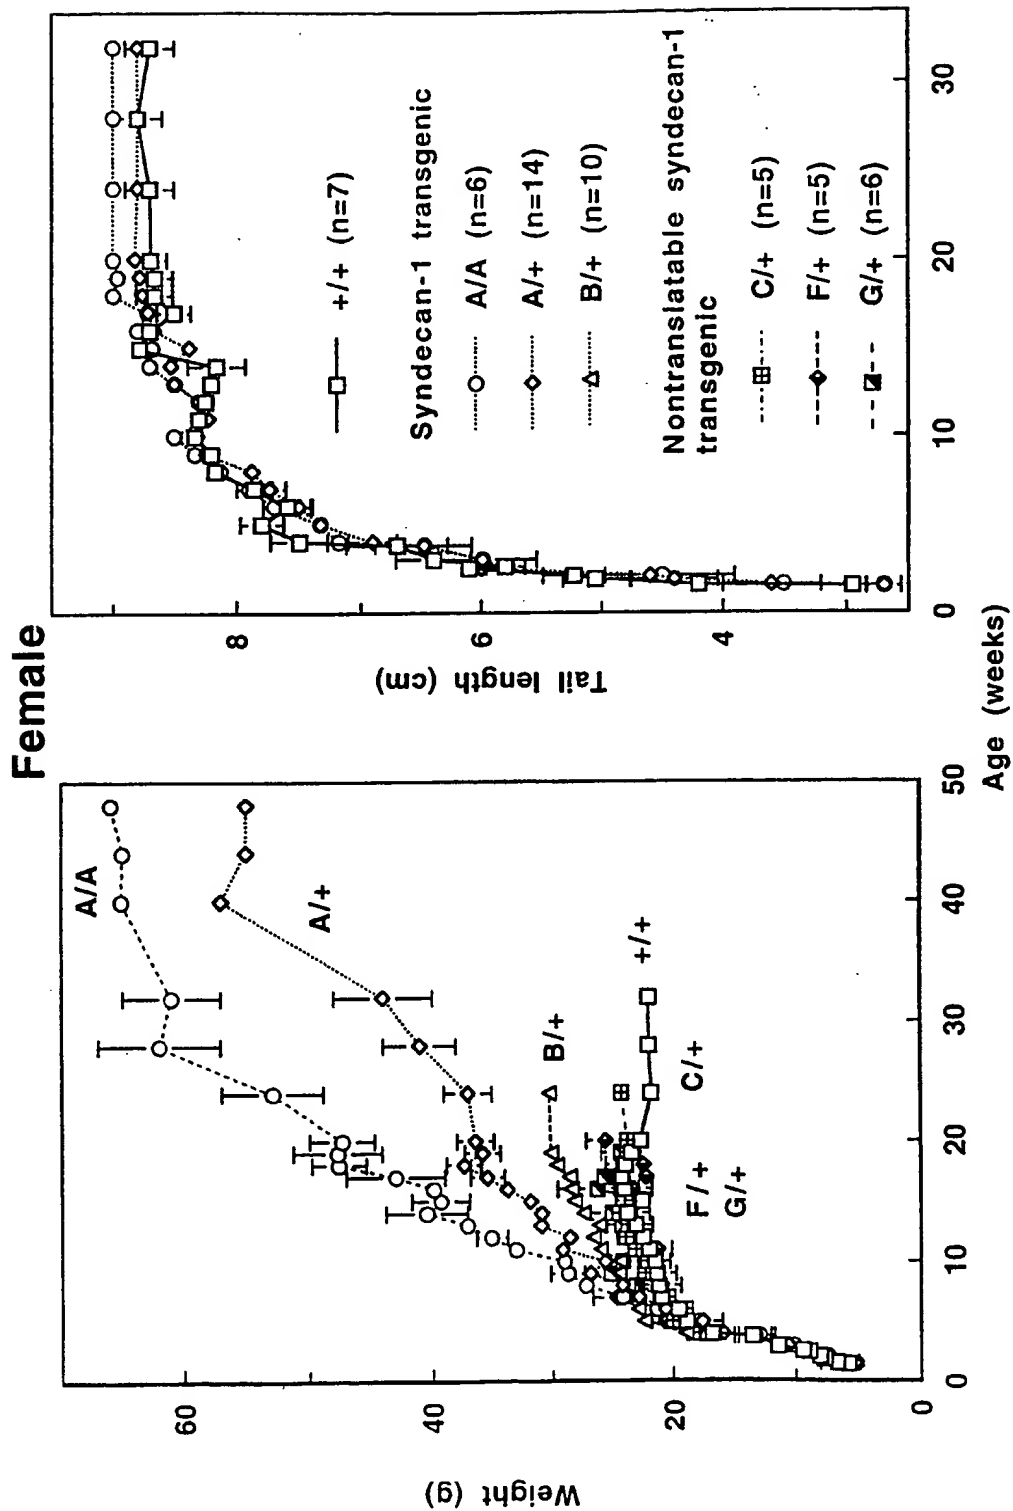 Female
Weight (g)
60
40
20
0
A/A
A/+
B/+
+/+
C/+
F/+
G/+
0
10
20
30
40
50
Tail length (cm)
8
6
4
+/+ (n=7)
Syndecan-1 transgenic
A/A (n=6)
A/+ (n=14)
B/+ (n=10)
Nontranslatable syndecan-1
transgenic
C/+ (n=5)
F/+ (n=5)
G/+ (n=6)
0
10
20
30
Age (weeks)